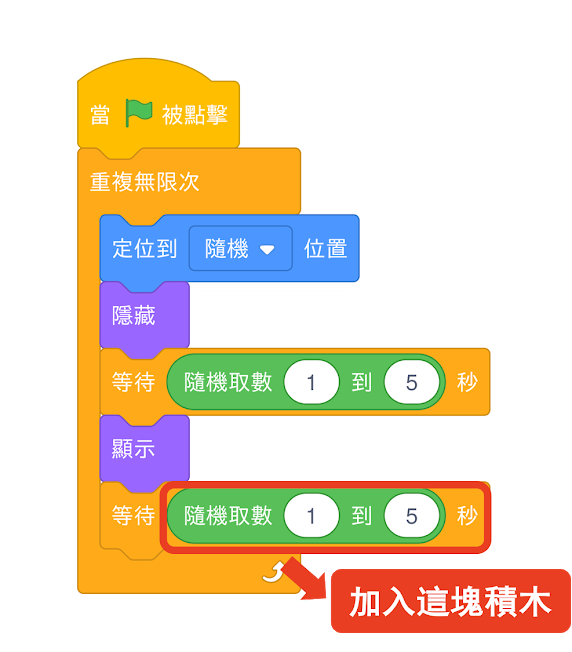 當 被點擊
重複無限次
定位到 隨機 位置
隱藏
等待 隨機取數 1 到 5 秒
顯示
等待 隨機取數 1 到 5 秒
加入這塊積木